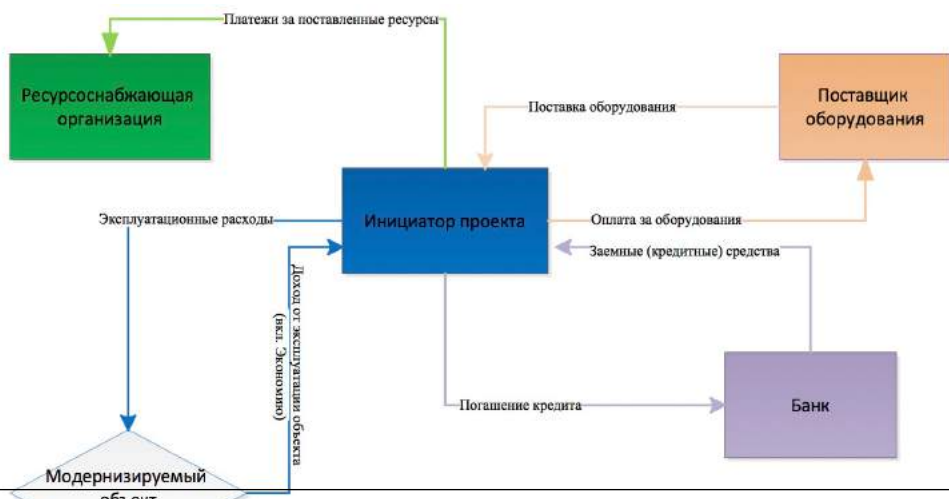 Платежи за поставленные ресурсы
Ресурсоснабжающая
организация
Поставщик
оборудования
Поставка оборудования
Инициатор проекта
Эксплуатационные расходы
Оплата за оборудования
Заемные (кредитные) средства
Доход от эксплуатации объекта
(вкл. Экономию)
Погашение кредита
Банк
Модернизируемый
объект